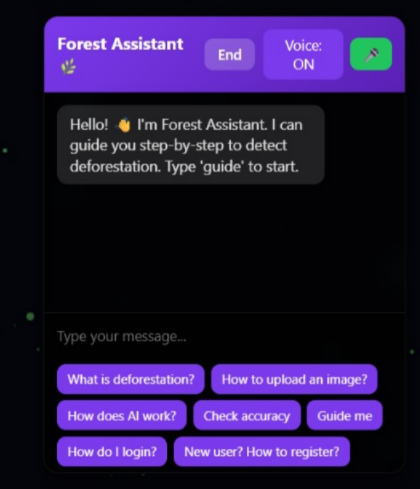 Forest Assistant
🌿
End
Voice:
ON
🎤
Hello! 👋 I'm Forest Assistant. I can
guide you step-by-step to detect
deforestation. Type 'guide' to start.
Type your message...
What is deforestation?
How to upload an image?
How does AI work?
Check accuracy
Guide me
How do I login?
New user? How to register?